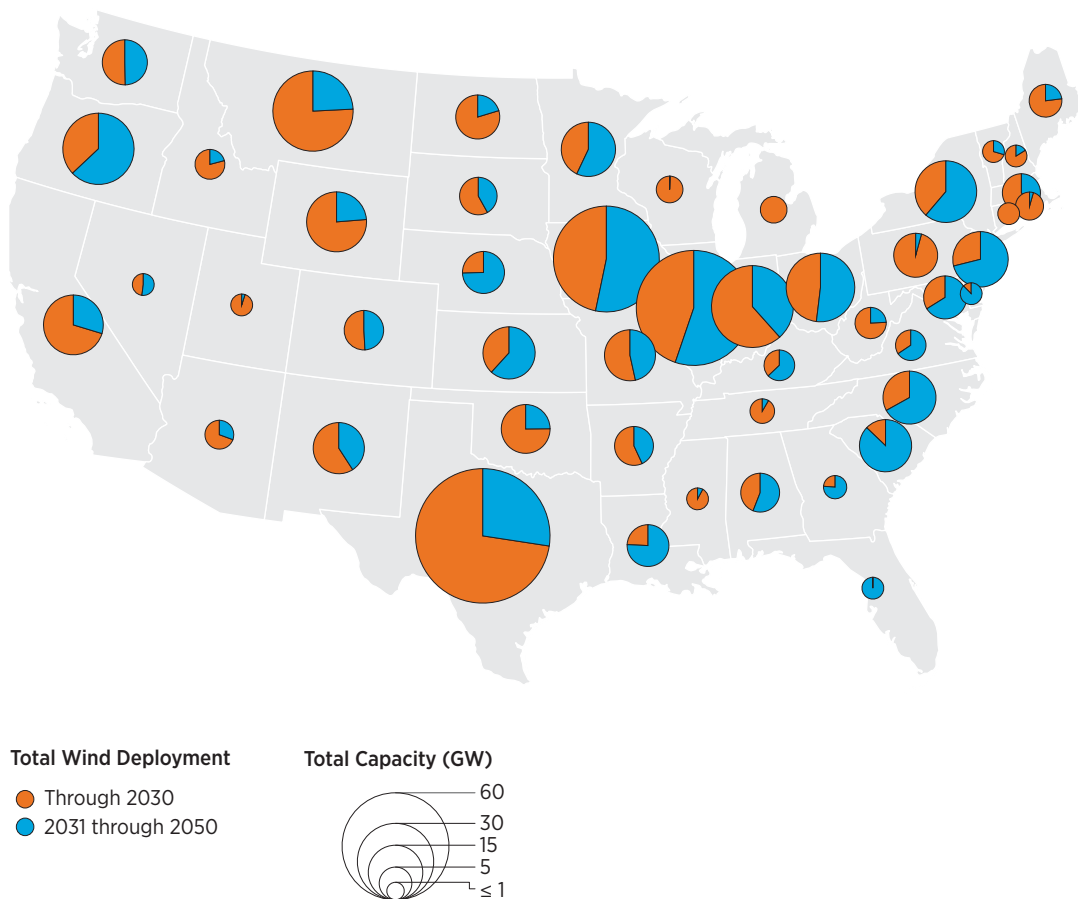 Total Wind Deployment
Through 2030
2031 through 2050
Total Capacity (GW)
60
30
15
5
≤ 1